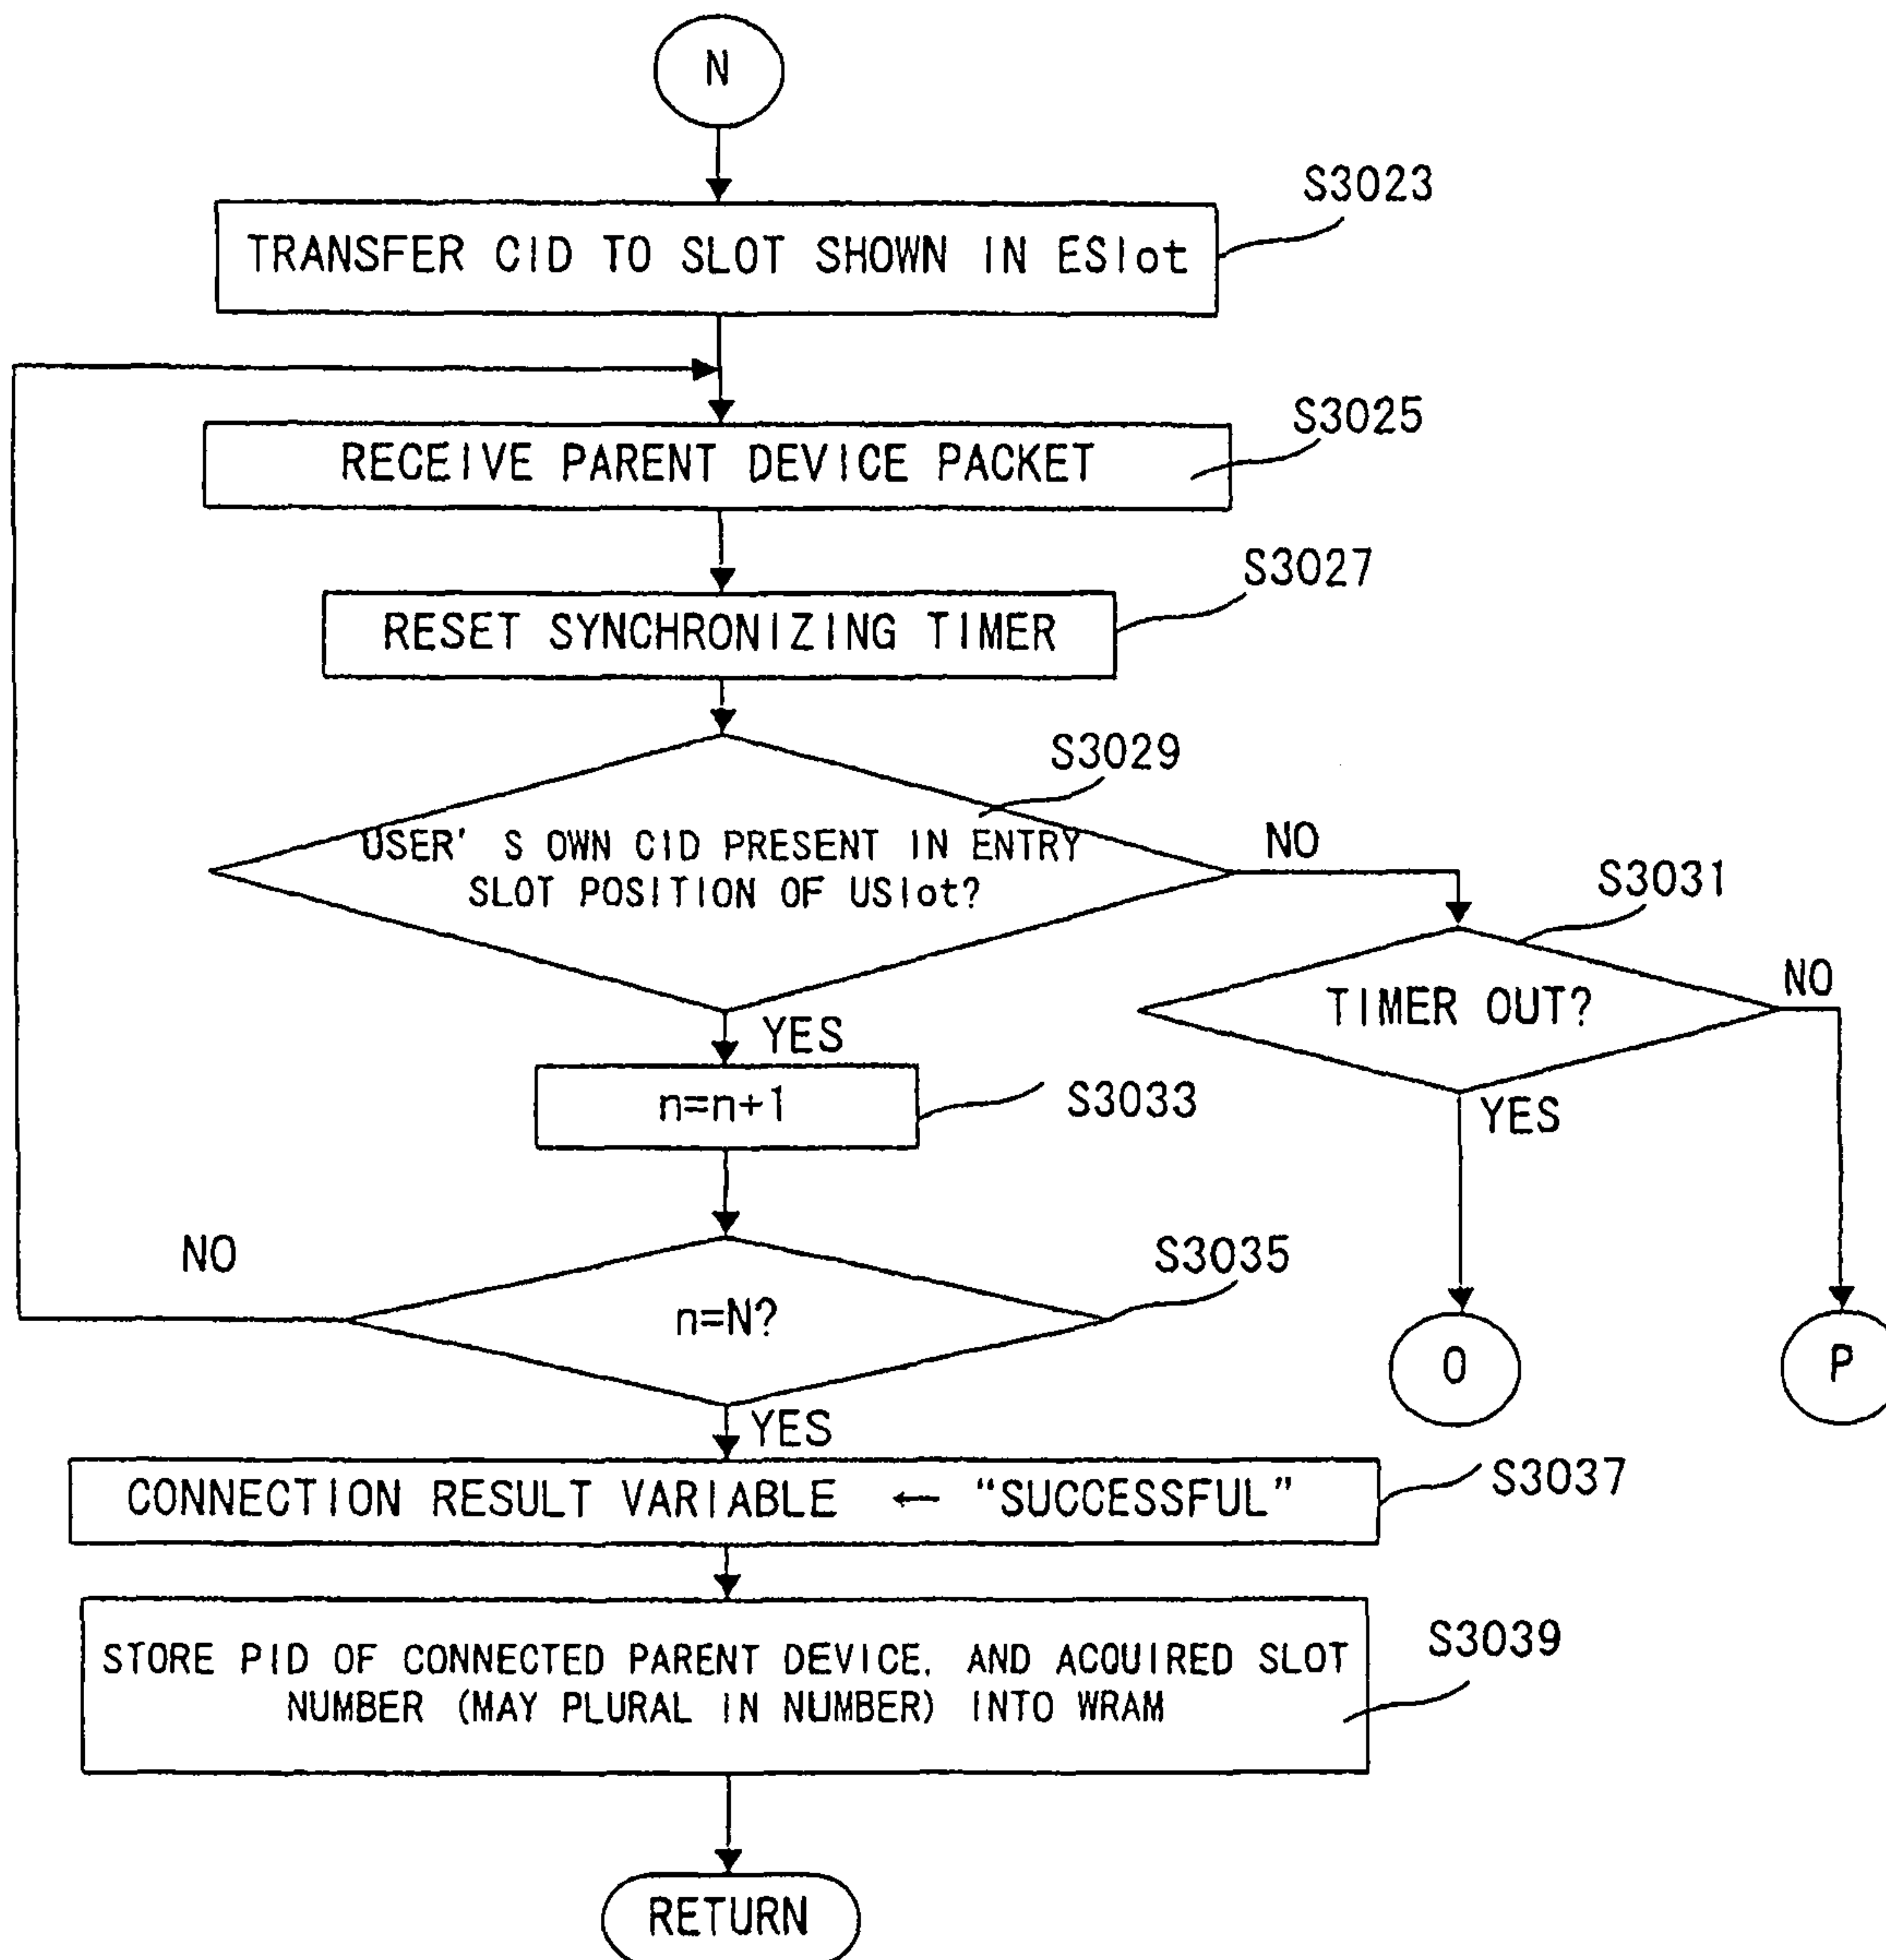 N
S3023
TRANSFER CID TO SLOT SHOWN IN ESlot
S3025
RECEIVE PARENT DEVICE PACKET
S3027
RESET SYNCHRONIZING TIMER
S3029
USER' S OWN CID PRESENT IN ENTRY
SLOT POSITION OF USlot?
NO
S3031
TIMER OUT?
NO
YES
YES
n=n+1
S3033
NO
S3035
n=N?
O
P
YES
CONNECTION RESULT VARIABLE ← “SUCCESSFUL”
S3037
STORE PID OF CONNECTED PARENT DEVICE, AND ACQUIRED SLOT
NUMBER (MAY PLURAL IN NUMBER) INTO WRAM
S3039
RETURN